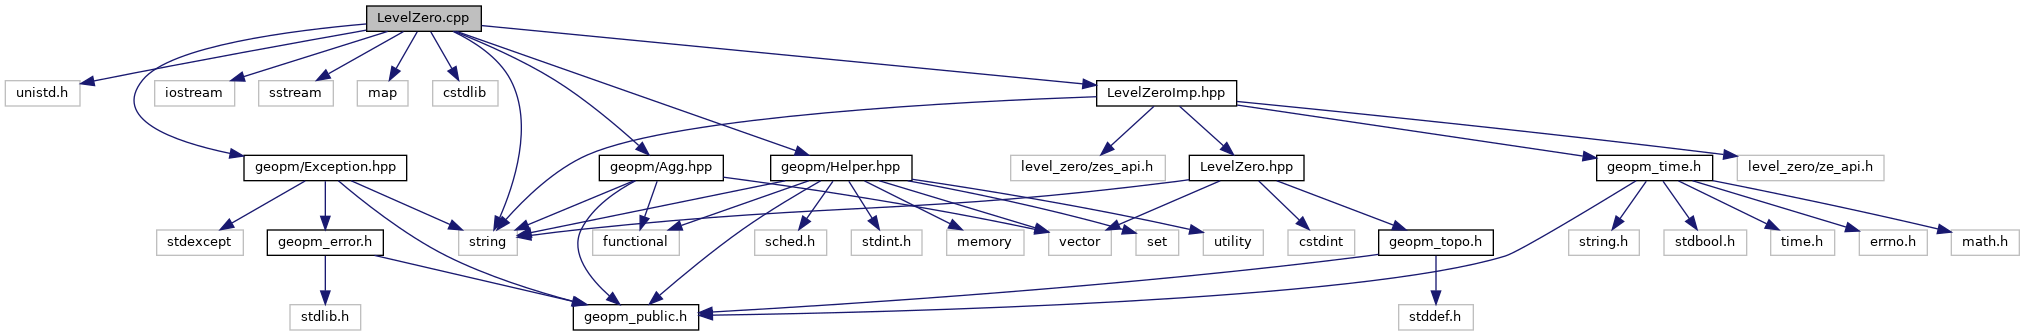 LevelZero.cpp
unistd.h
iostream
sstream
map
cstdlib
LevelZeroImp.hpp
geopm/Exception.hpp
geopm/Agg.hpp
geopm/Helper.hpp
level_zero/zes_api.h
LevelZero.hpp
geopm_time.h
level_zero/ze_api.h
stdexcept
geopm_error.h
string
functional
sched.h
stdint.h
memory
vector
set
utility
cstdint
geopm_topo.h
string.h
stdbool.h
time.h
errno.h
math.h
stdlib.h
geopm_public.h
stddef.h